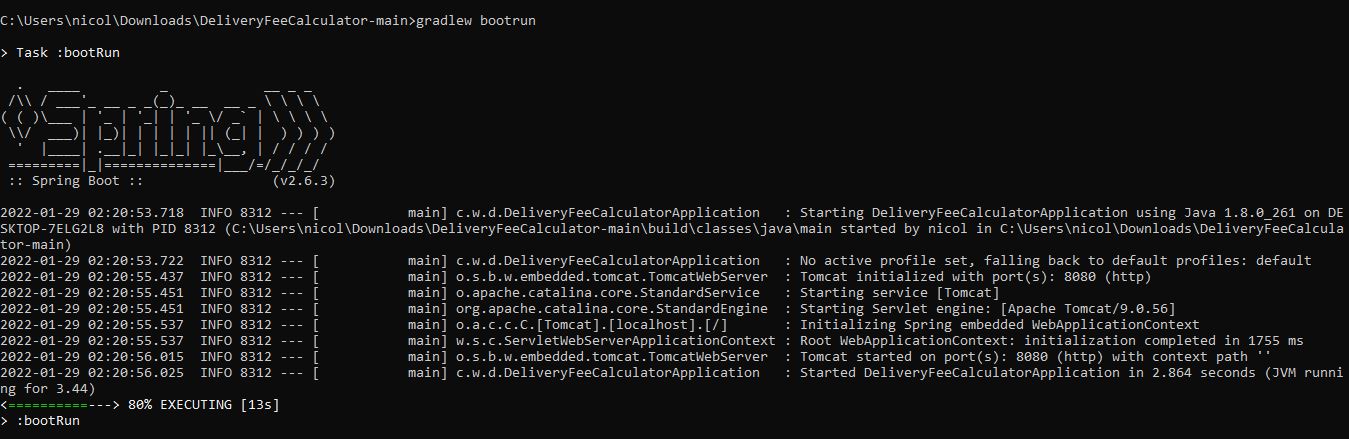 C:\Users\nicol\Downloads\DeliveryFeeCalculator-main>gradlew bootrun
> Task :bootRun
  .   ____          _            __ _ _
 /\\ / ___'_ __ _ _(_)_ __  __ _ \ \ \ \
( ( )\___ | '_ | '_| | '_ \/ _` | \ \ \ \
 \\/  ___)| |_)| | | | | || (_| |  ) ) ) )
  '  |____| .__|_| |_|_| |_\__, | / / / /
 =========|_|==============|___/=/_/_/_/
 :: Spring Boot ::                (v2.6.3)
2022-01-29 02:20:53.718  INFO 8312 --- [           main] c.w.d.DeliveryFeeCalculatorApplication   : Starting DeliveryFeeCalculatorApplication using Java 1.8.0_261 on DE
SKTOP-7ELG2L8 with PID 8312 (C:\Users\nicol\Downloads\DeliveryFeeCalculator-main\build\classes\java\main started by nicol in C:\Users\nicol\Downloads\DeliveryFeeCalcula
tor-main)
2022-01-29 02:20:53.722  INFO 8312 --- [           main] c.w.d.DeliveryFeeCalculatorApplication   : No active profile set, falling back to default profiles: default
2022-01-29 02:20:55.437  INFO 8312 --- [           main] o.s.b.w.embedded.tomcat.TomcatWebServer  : Tomcat initialized with port(s): 8080 (http)
2022-01-29 02:20:55.451  INFO 8312 --- [           main] o.apache.catalina.core.StandardService   : Starting service [Tomcat]
2022-01-29 02:20:55.451  INFO 8312 --- [           main] org.apache.catalina.core.StandardEngine  : Starting Servlet engine: [Apache Tomcat/9.0.56]
2022-01-29 02:20:55.537  INFO 8312 --- [           main] o.a.c.c.C.[Tomcat].[localhost].[/]       : Initializing Spring embedded WebApplicationContext
2022-01-29 02:20:55.537  INFO 8312 --- [           main] w.s.c.ServletWebServerApplicationContext : Root WebApplicationContext: initialization completed in 1755 ms
2022-01-29 02:20:56.015  INFO 8312 --- [           main] o.s.b.w.embedded.tomcat.TomcatWebServer  : Tomcat started on port(s): 8080 (http) with context path ''
2022-01-29 02:20:56.025  INFO 8312 --- [           main] c.w.d.DeliveryFeeCalculatorApplication   : Started DeliveryFeeCalculatorApplication in 2.864 seconds (JVM runni
ng for 3.44)
<==========---> 80% EXECUTING [13s]
> :bootRun